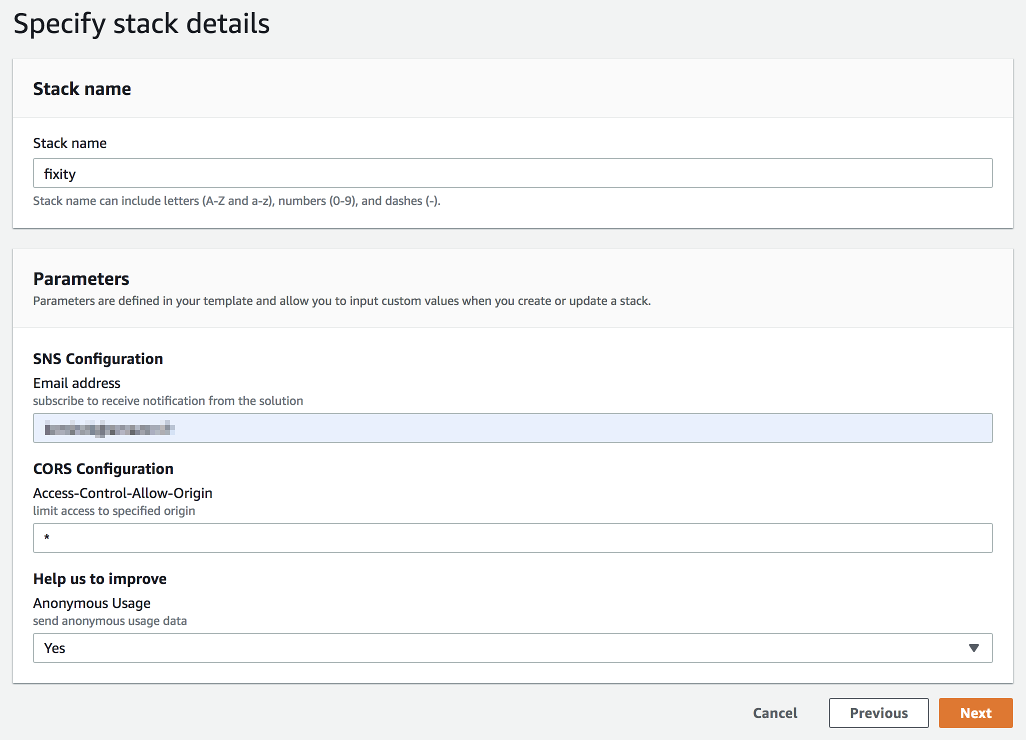 Specify stack details
Stack name
Stack name
fixity
Stack name can include letters (A-Z and a-z), numbers (0-9), and dashes (-).
Parameters
Parameters are defined in your template and allow you to input custom values when you create or update a stack.
SNS Configuration
Email address
subscribe to receive notification from the solution
CORS Configuration
Access-Control-Allow-Origin
limit access to specified origin
*
Help us to improve
Anonymous Usage
send anonymous usage data
Yes
Cancel Previous Next